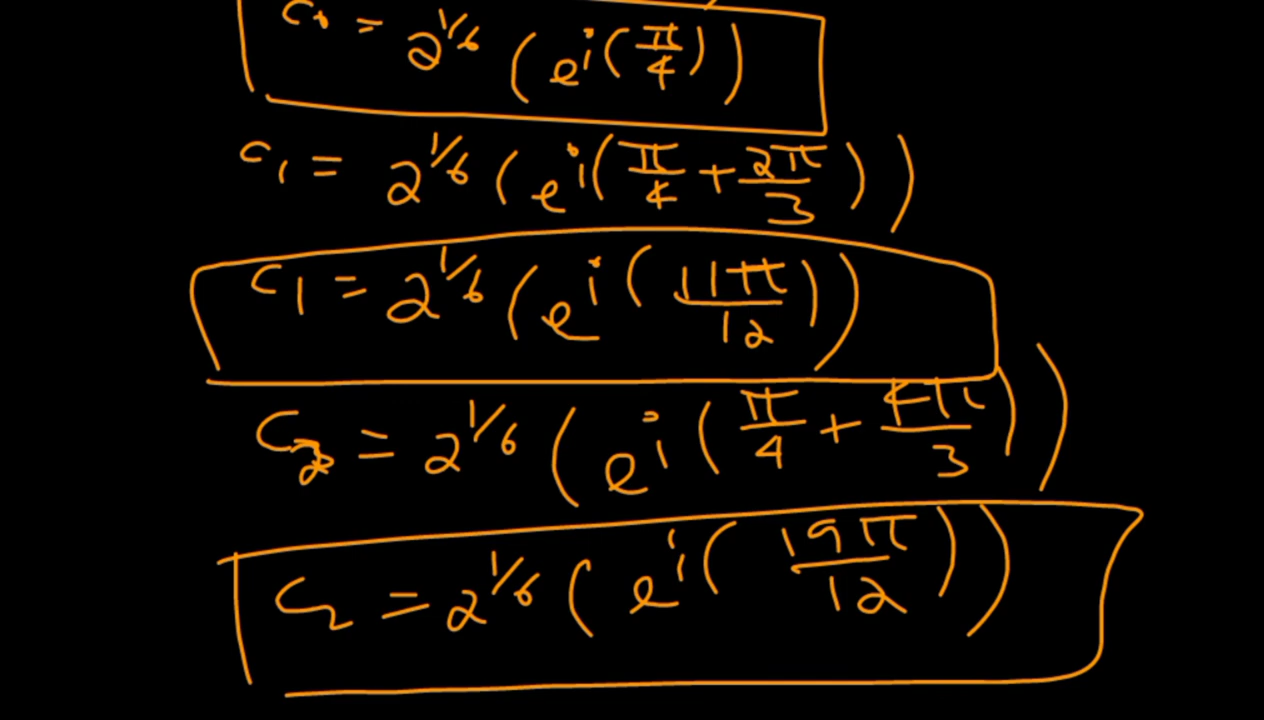 c₀ = 2^{1/6} (e^{i(π/4)})
c₁ = 2^{1/6} (e^{i(π/4 + 2π/3)})
c₁ = 2^{1/6} (e^{i(11π/12)})
c₂ = 2^{1/6} (e^{i(π/4 + 4π/3)})
c₂ = 2^{1/6} (e^{i(19π/12)})